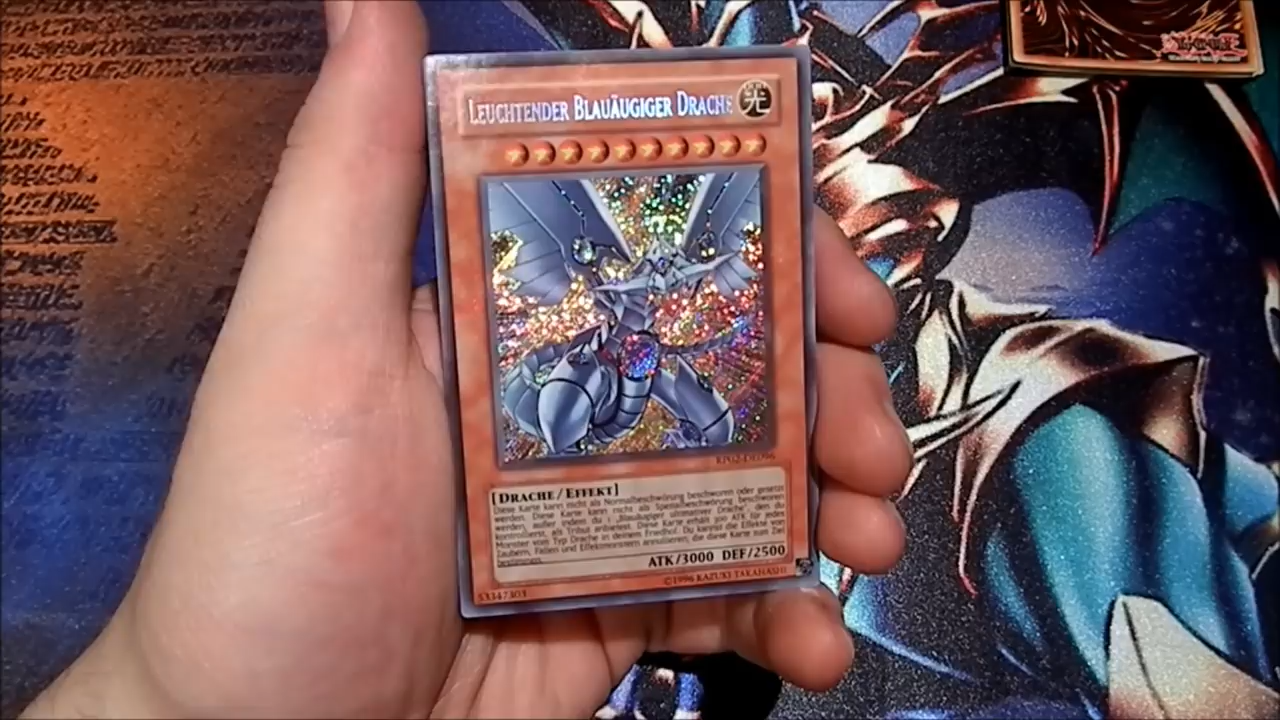 LEUCHTENDER BLAUÄUGIGER DRACHE
光
RP02-DE096
[DRACHE/EFFEKT]
Diese Karte kann nicht als Normalbeschwörung beschworen oder gesetzt
werden. Diese Karte kann nicht als Spezialbeschwörung beschworen
werden, außer indem du 1 „Blauäugiger ultimativer Drache", den du
kontrollierst, als Tribut anbietest. Diese Karte erhält 300 ATK für jedes
Monster vom Typ Drache in deinem Friedhof. Du kannst die Effekte von
Zaubern, Fallen und Effektmonstern annullieren, die diese Karte zum Ziel
bestimmen.
ATK/3000 DEF/2500
53347303
©1996 KAZUKI TAKAHASHI